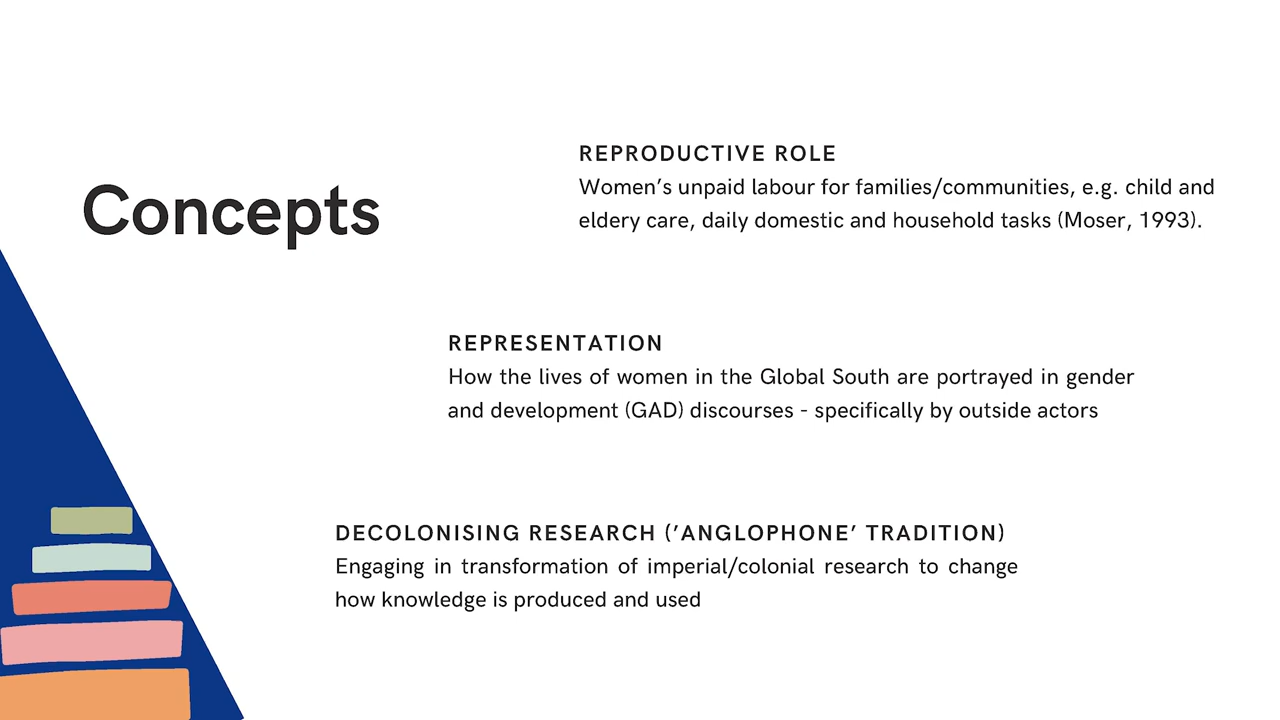 Concepts
REPRODUCTIVE ROLE
Women’s unpaid labour for families/communities, e.g. child and
eldery care, daily domestic and household tasks (Moser, 1993).
REPRESENTATION
How the lives of women in the Global South are portrayed in gender
and development (GAD) discourses - specifically by outside actors
DECOLONISING RESEARCH (’ANGLOPHONE’ TRADITION)
Engaging in transformation of imperial/colonial research to change
how knowledge is produced and used